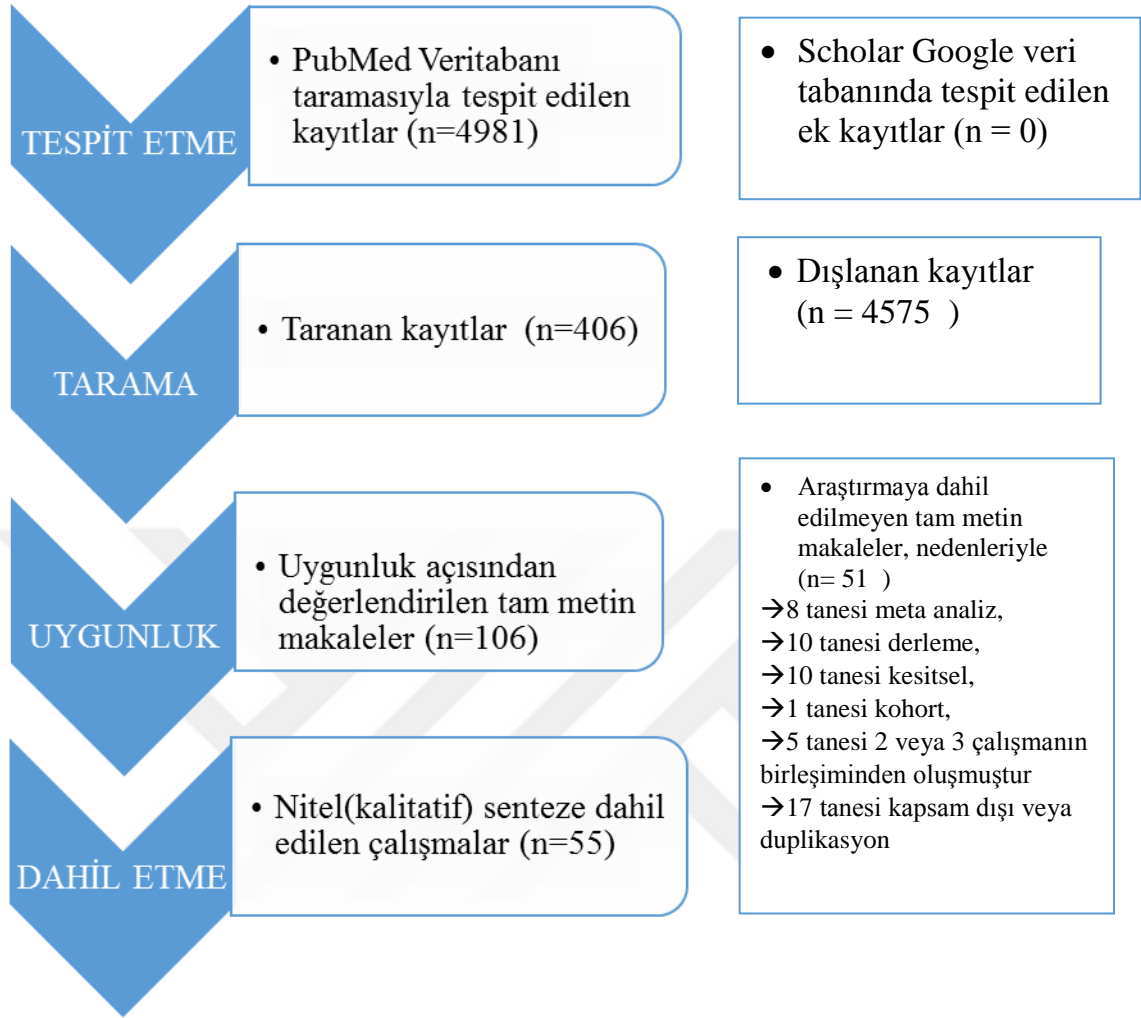 TESPİT ETME
• PubMed Veritabanı
taramasıyla tespit edilen
kayıtlar (n=4981)
• Scholar Google veri
tabanında tespit edilen
ek kayıtlar (n = 0)
TARAMA
• Taranan kayıtlar (n=406)
• Dışlanan kayıtlar
(n = 4575 )
UYGUNLUK
• Uygunluk açısından
değerlendirilen tam metin
makaleler (n=106)
• Araştırmaya dahil
edilmeyen tam metin
makaleler, nedenleriyle
(n= 51 )
→8 tanesi meta analiz,
→10 tanesi derleme,
→10 tanesi kesitsel,
→1 tanesi kohort,
→5 tanesi 2 veya 3 çalışmanın
birleşiminden oluşmuştur
→17 tanesi kapsam dışı veya
duplikasyon
DAHİL ETME
• Nitel(kalitatif) senteze dahil
edilen çalışmalar (n=55)